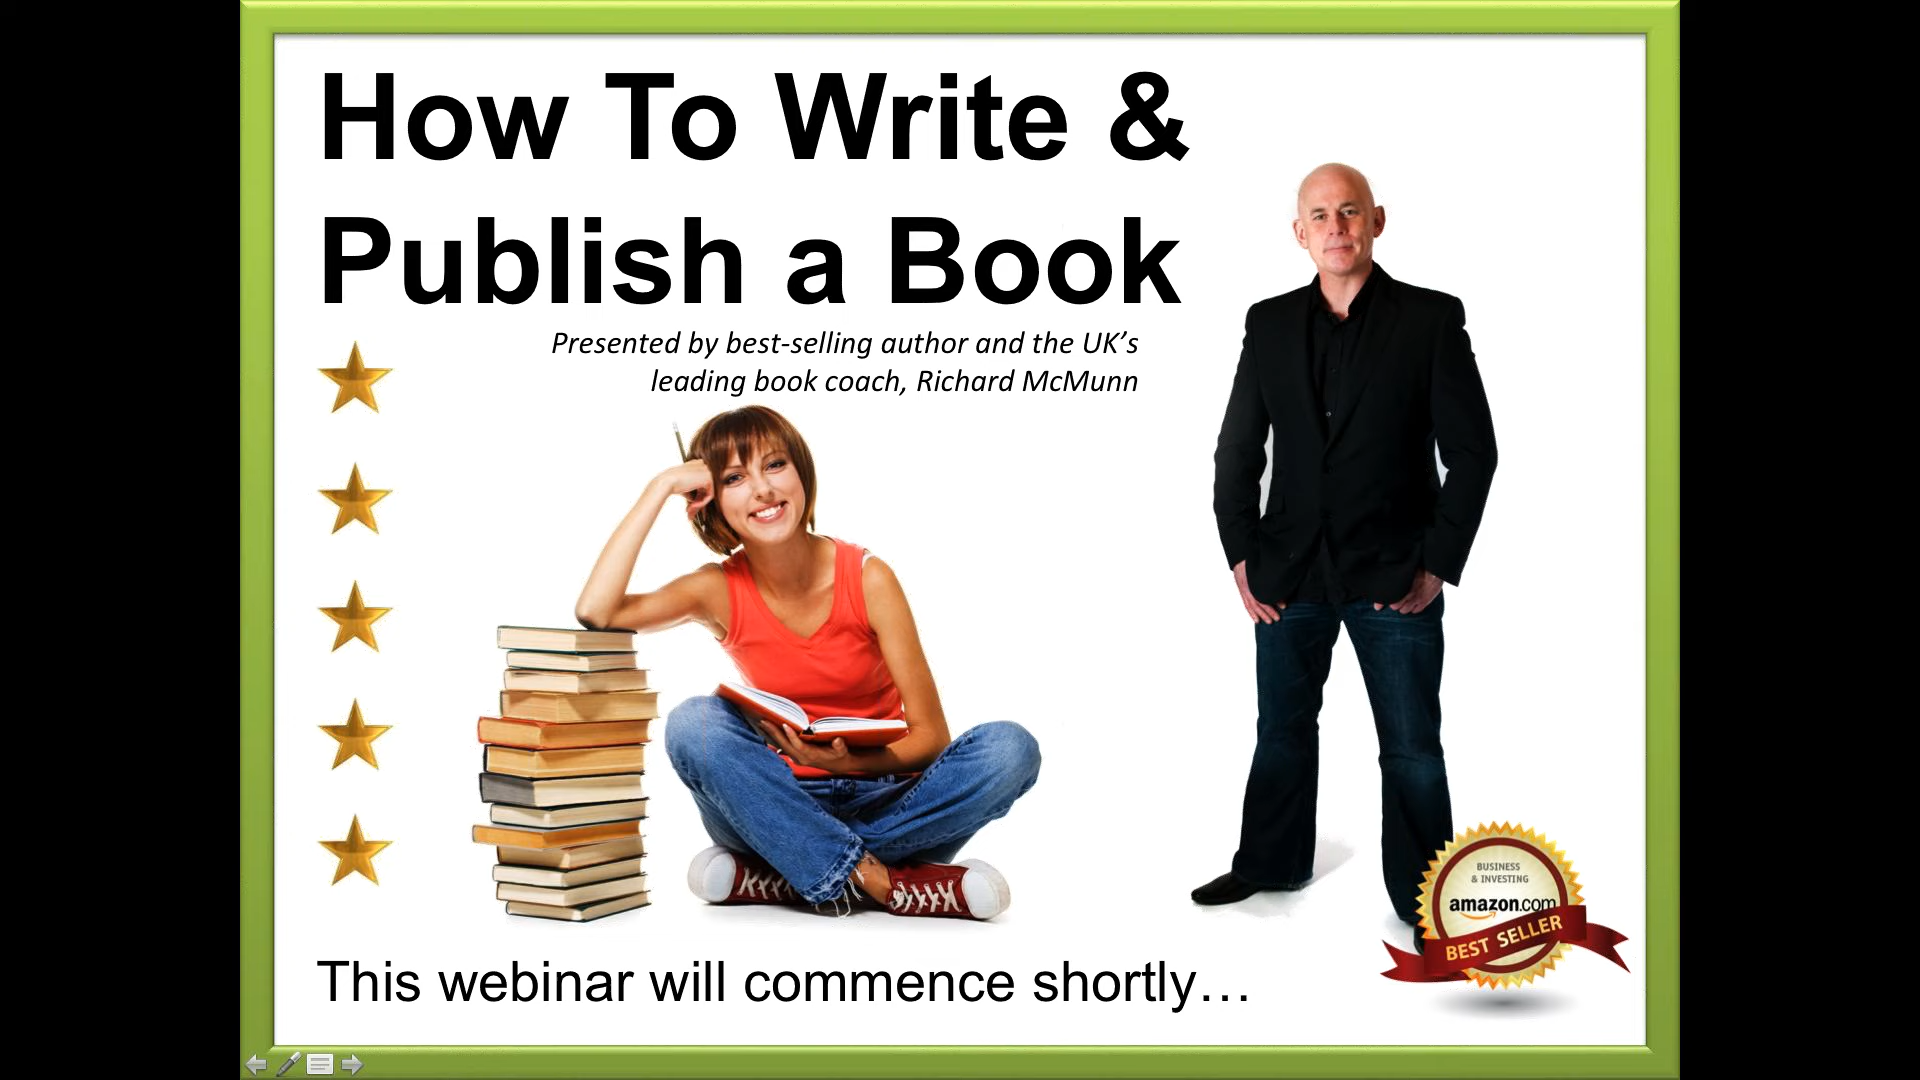 How To Write &
Publish a Book
Presented by best-selling author and the UK’s
leading book coach, Richard McMunn
BUSINESS
& INVESTING
amazon.com
BEST SELLER
This webinar will commence shortly…